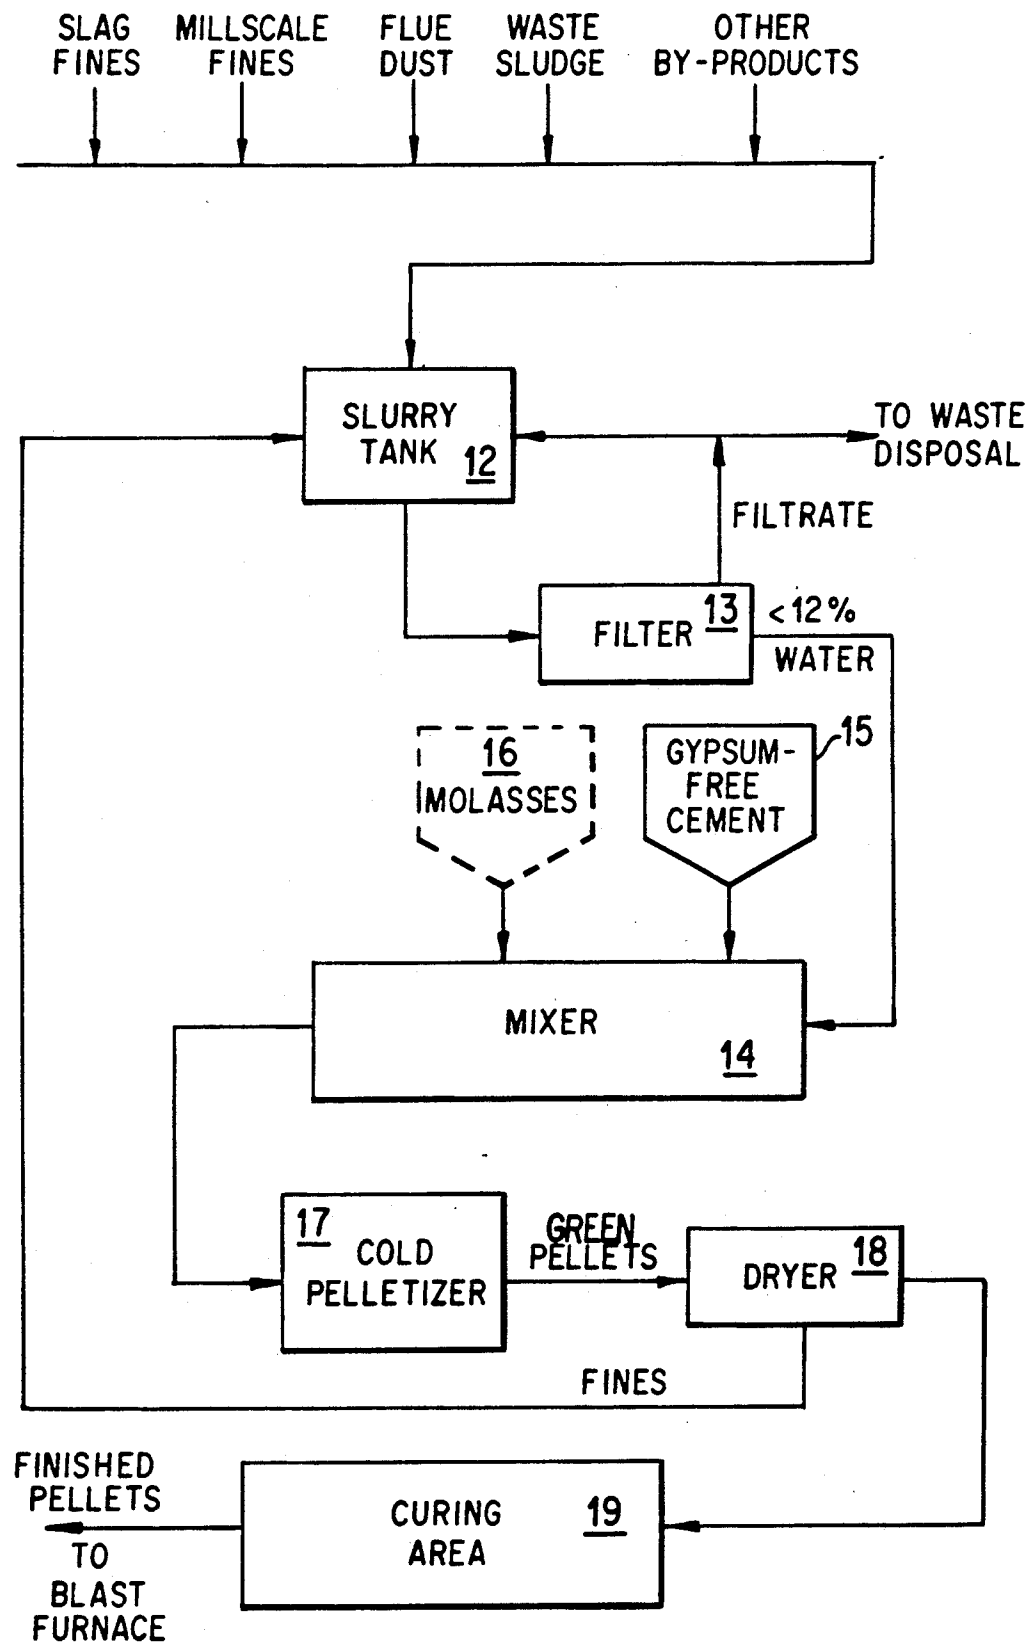 SLAG
FINES
MILLSCALE
FINES
FLUE
DUST
WASTE
SLUDGE
OTHER
BY-PRODUCTS
SLURRY
TANK
12
TO WASTE
DISPOSAL
FILTRATE
FILTER
13
<12%
WATER
16
MOLASSES
GYPSUM-
FREE
CEMENT
15
MIXER
14
17
COLD
PELLETIZER
GREEN
PELLETS
DRYER
18
FINES
FINISHED
PELLETS
TO
BLAST
FURNACE
CURING
AREA
19